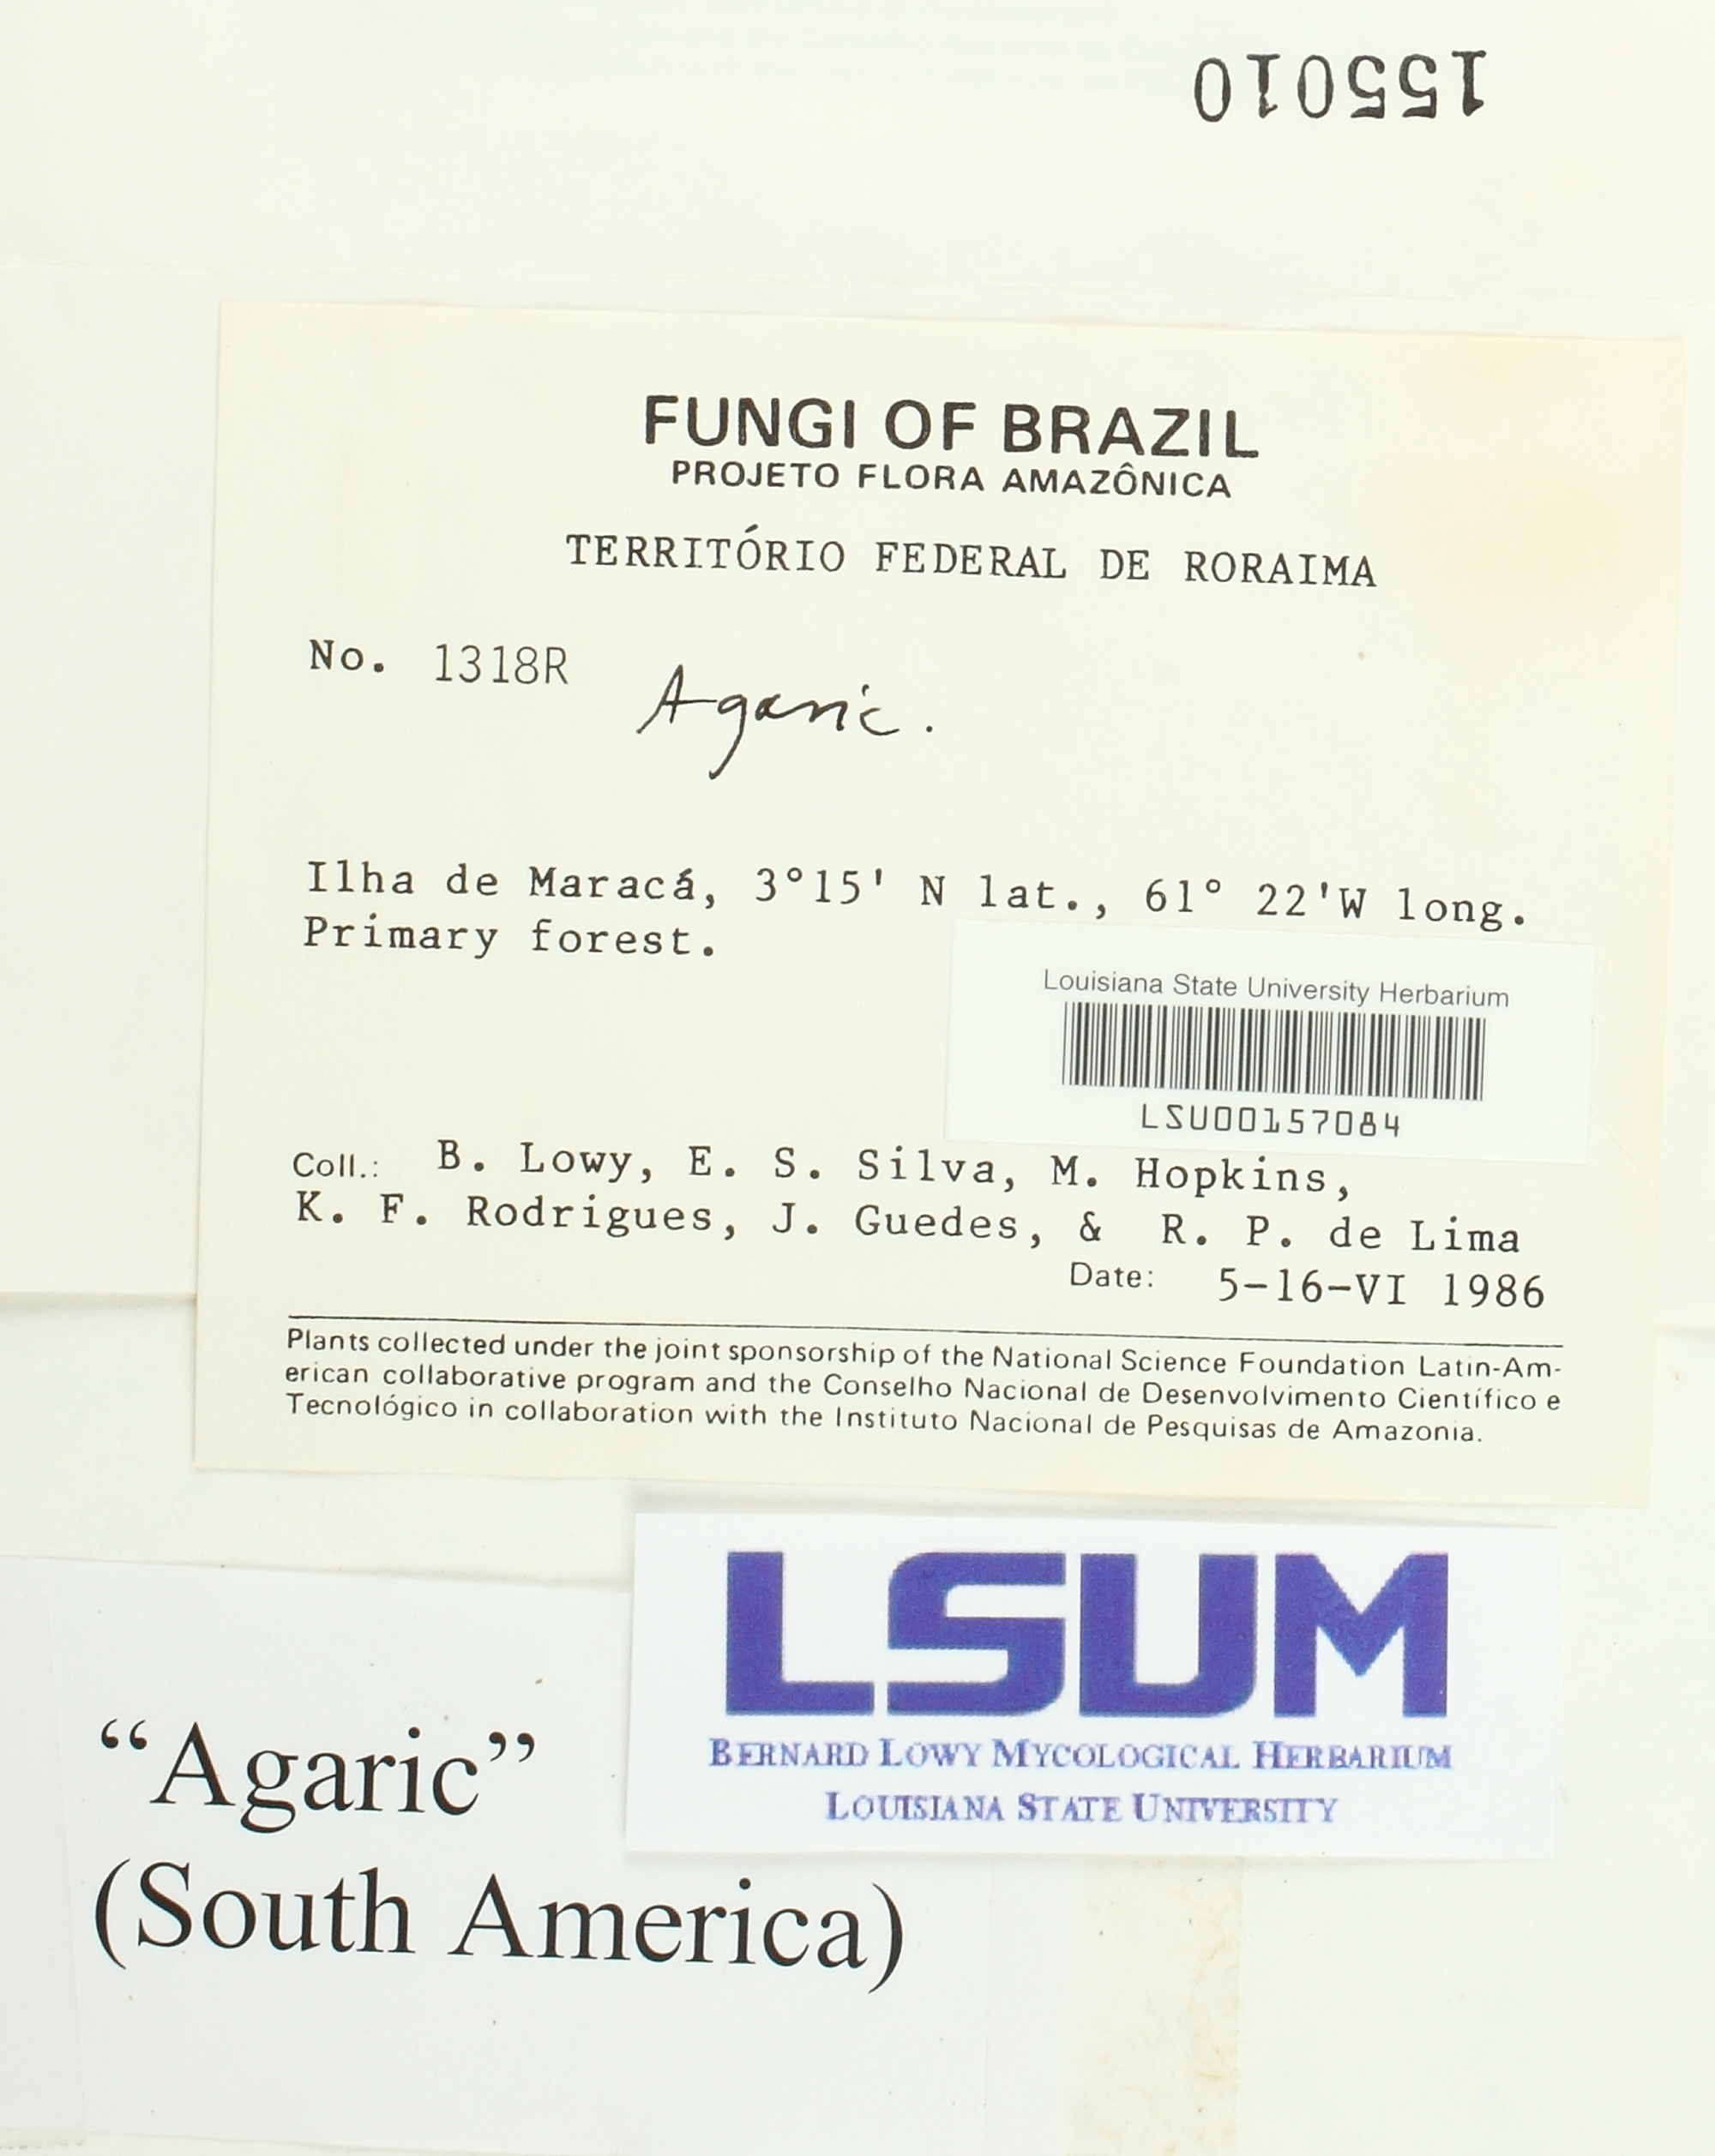 155010
FUNGI OF BRAZIL
PROJETO FLORA AMAZÔNICA
TERRITÓRIO FEDERAL DE RORAIMA
No. 1318R Agaric.
Ilha de Maracá, 3°15' N lat., 61° 22'W long.
Primary forest.
Louisiana State University Herbarium
LSU00157084
Coll.: B. Lowy, E. S. Silva, M. Hopkins,
K. F. Rodrigues, J. Guedes, & R. P. de Lima
Date: 5-16-VI 1986
Plants collected under the joint sponsorship of the National Science Foundation Latin-Am-
erican collaborative program and the Conselho Nacional de Desenvolvimento Científico e
Tecnológico in collaboration with the Instituto Nacional de Pesquisas de Amazonia.
LSUM
BERNARD LOWY MYCOLOGICAL HERBARIUM
LOUISIANA STATE UNIVERSITY
“Agaric”
(South America)